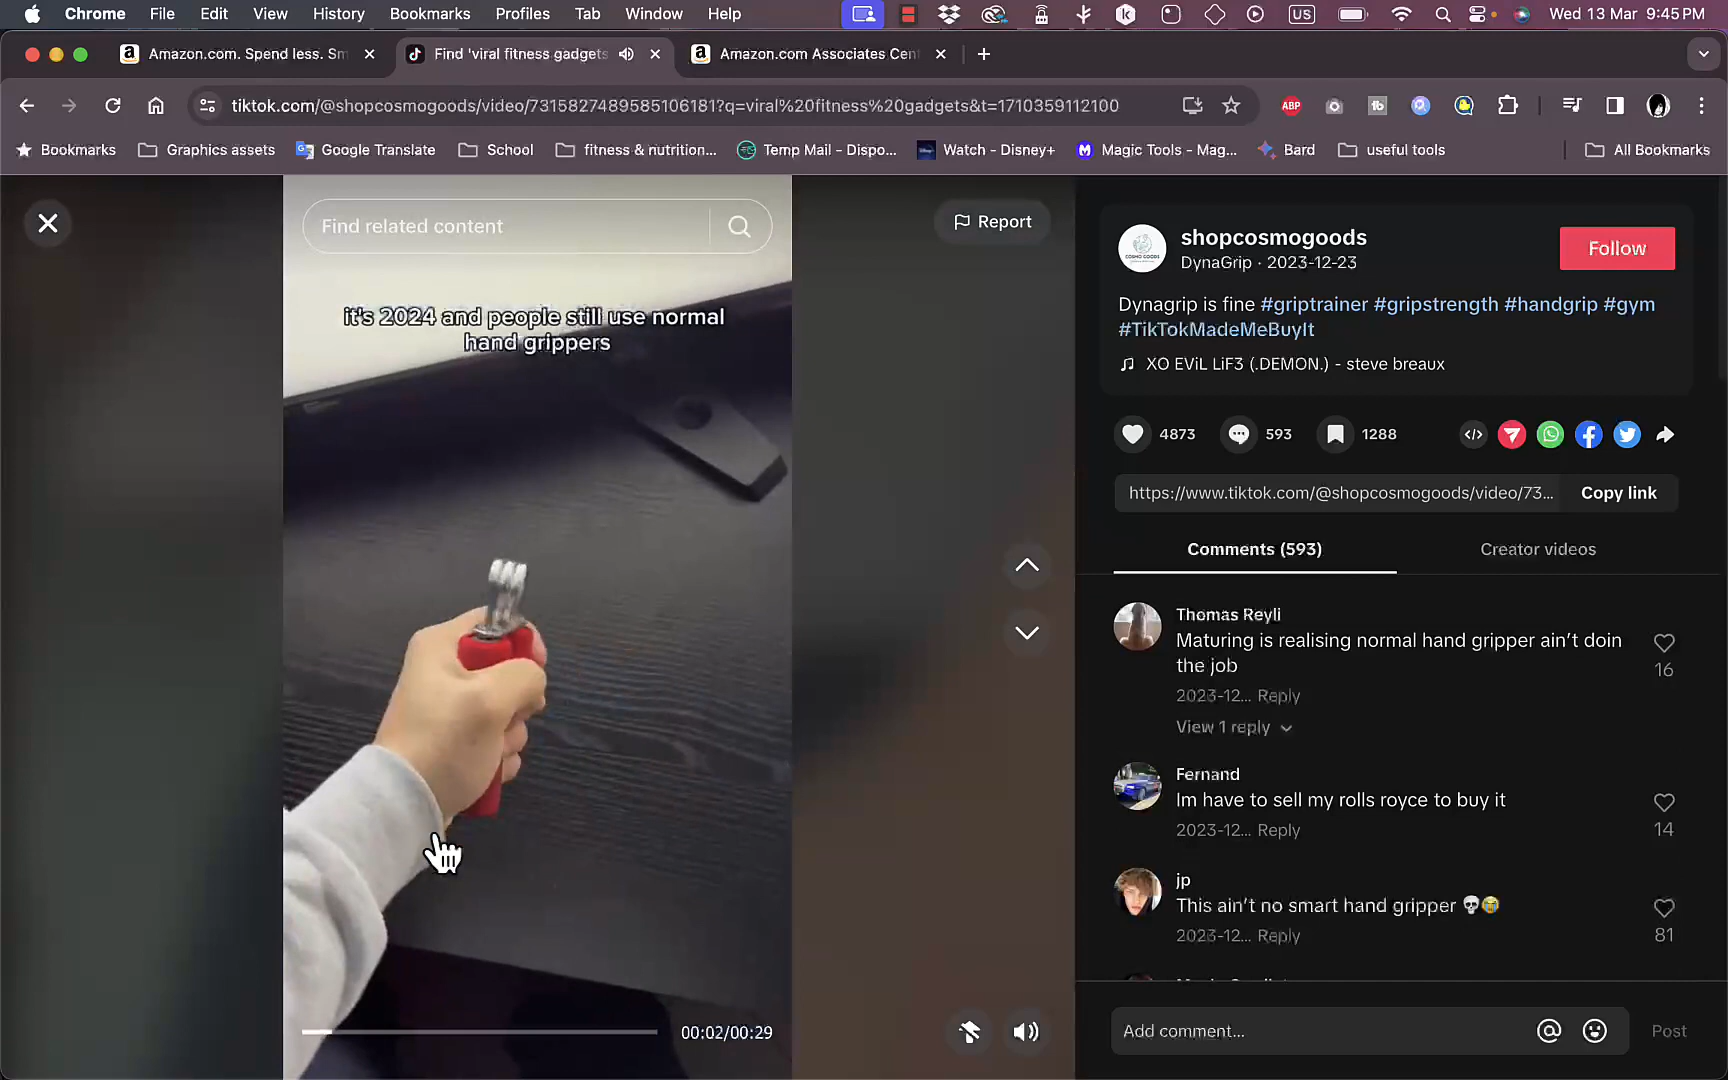 Chrome File Edit View History Bookmarks Profiles Tab Window Help US Wed 13 Mar 9:45 PM
Amazon.com. Spend less. Sm Find 'viral fitness gadgets Amazon.com Associates Cen
tiktok.com/@shopcosmogoods/video/7315827489585106181?q=viral%20fitness%20gadgets&t=1710359112100 ABP
Bookmarks Graphics assets Google Translate School fitness & nutrition... Temp Mail - Dispo... Watch - Disney+ Magic Tools - Mag... Bard useful tools All Bookmarks
Find related content
Report
it's 2024 and people still use normal
hand grippers
00:02/00:29
shopcosmogoods
DynaGrip · 2023-12-23
Follow
Dynagrip is fine #griptrainer #gripstrength #handgrip #gym
#TikTokMadeMeBuyIt
XO EViL LiF3 (.DEMON.) - steve breaux
4873 593 1288
https://www.tiktok.com/@shopcosmogoods/video/73... Copy link
Comments (593) Creator videos
Thomas Reyli
Maturing is realising normal hand gripper ain't doin
the job
16
2023-12... Reply
View 1 reply
Fernand
Im have to sell my rolls royce to buy it
14
2023-12... Reply
jp
This ain't no smart hand gripper 💀😭
81
2023-12... Reply
Add comment... Post